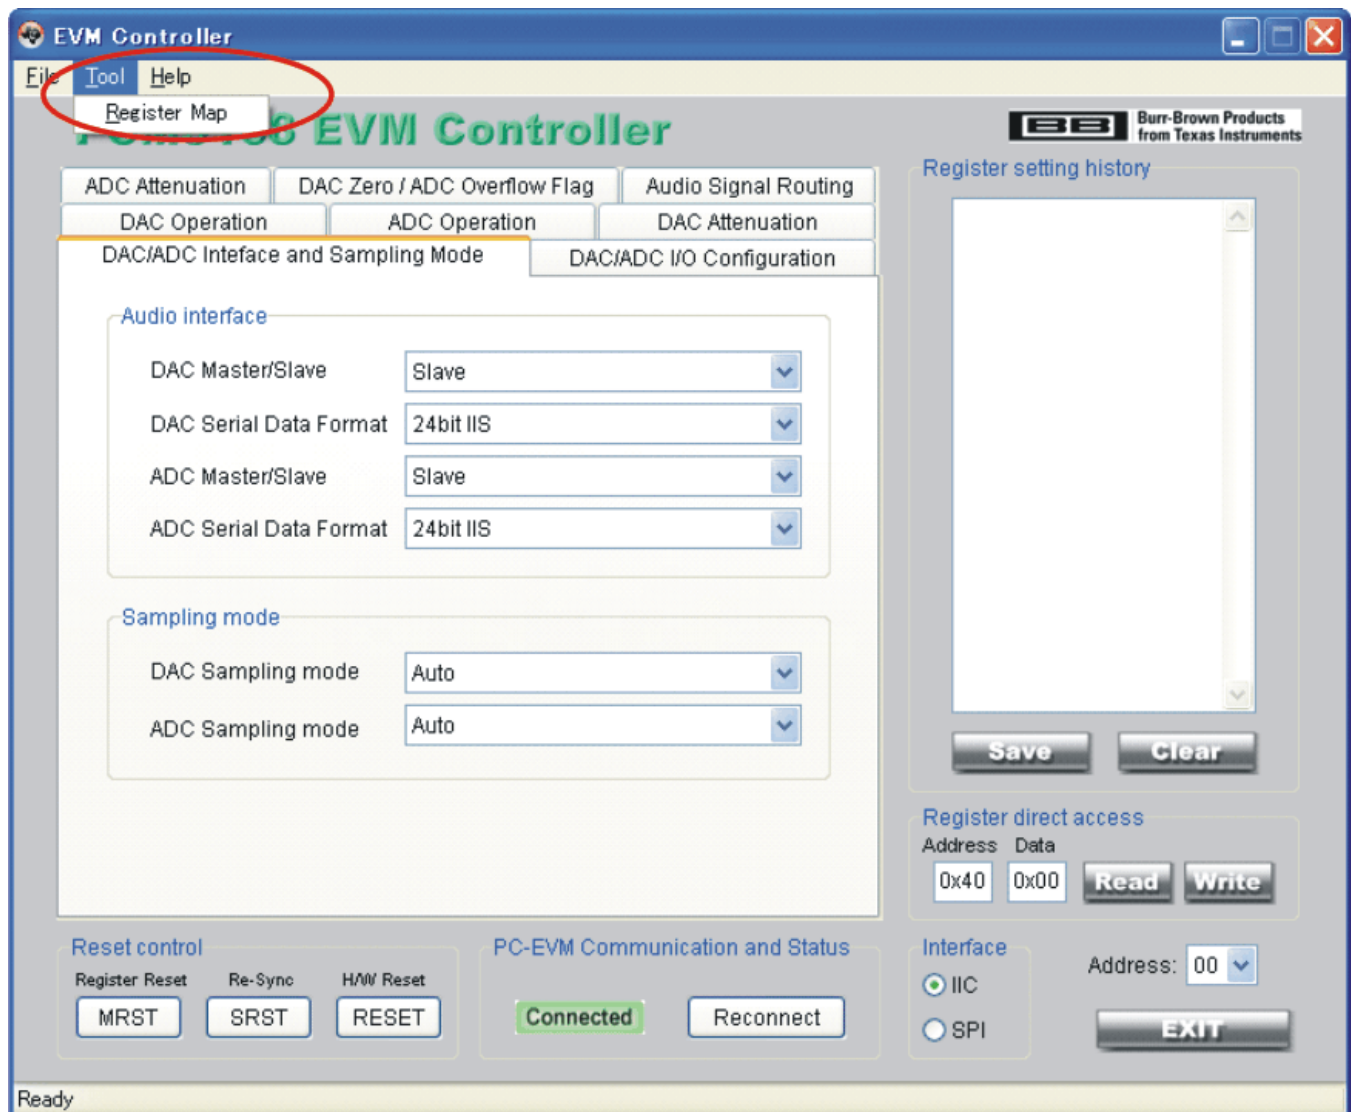 EVM Controller
File Tool Help
Register Map
EVM Controller
BB Burr-Brown Products
from Texas Instruments
ADC Attenuation DAC Zero / ADC Overflow Flag Audio Signal Routing
DAC Operation ADC Operation DAC Attenuation
DAC/ADC Inteface and Sampling Mode DAC/ADC I/O Configuration
Audio interface
DAC Master/Slave Slave
DAC Serial Data Format 24bit IIS
ADC Master/Slave Slave
ADC Serial Data Format 24bit IIS
Sampling mode
DAC Sampling mode Auto
ADC Sampling mode Auto
Register setting history
Save Clear
Register direct access
Address Data
0x40 0x00 Read Write
Reset control
Register Reset Re-Sync H/W Reset
MRST SRST RESET
PC-EVM Communication and Status
Connected Reconnect
Interface
IIC
SPI
Address: 00
EXIT
Ready